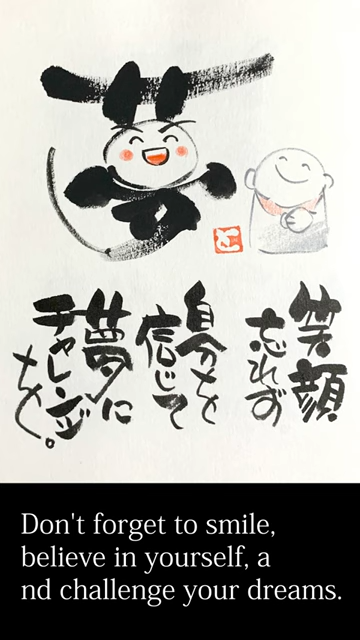 笑顔
忘れず
自分を
信じて
夢に
チャレンジ
を。
Don't forget to smile,
believe in yourself, a
nd challenge your dreams.